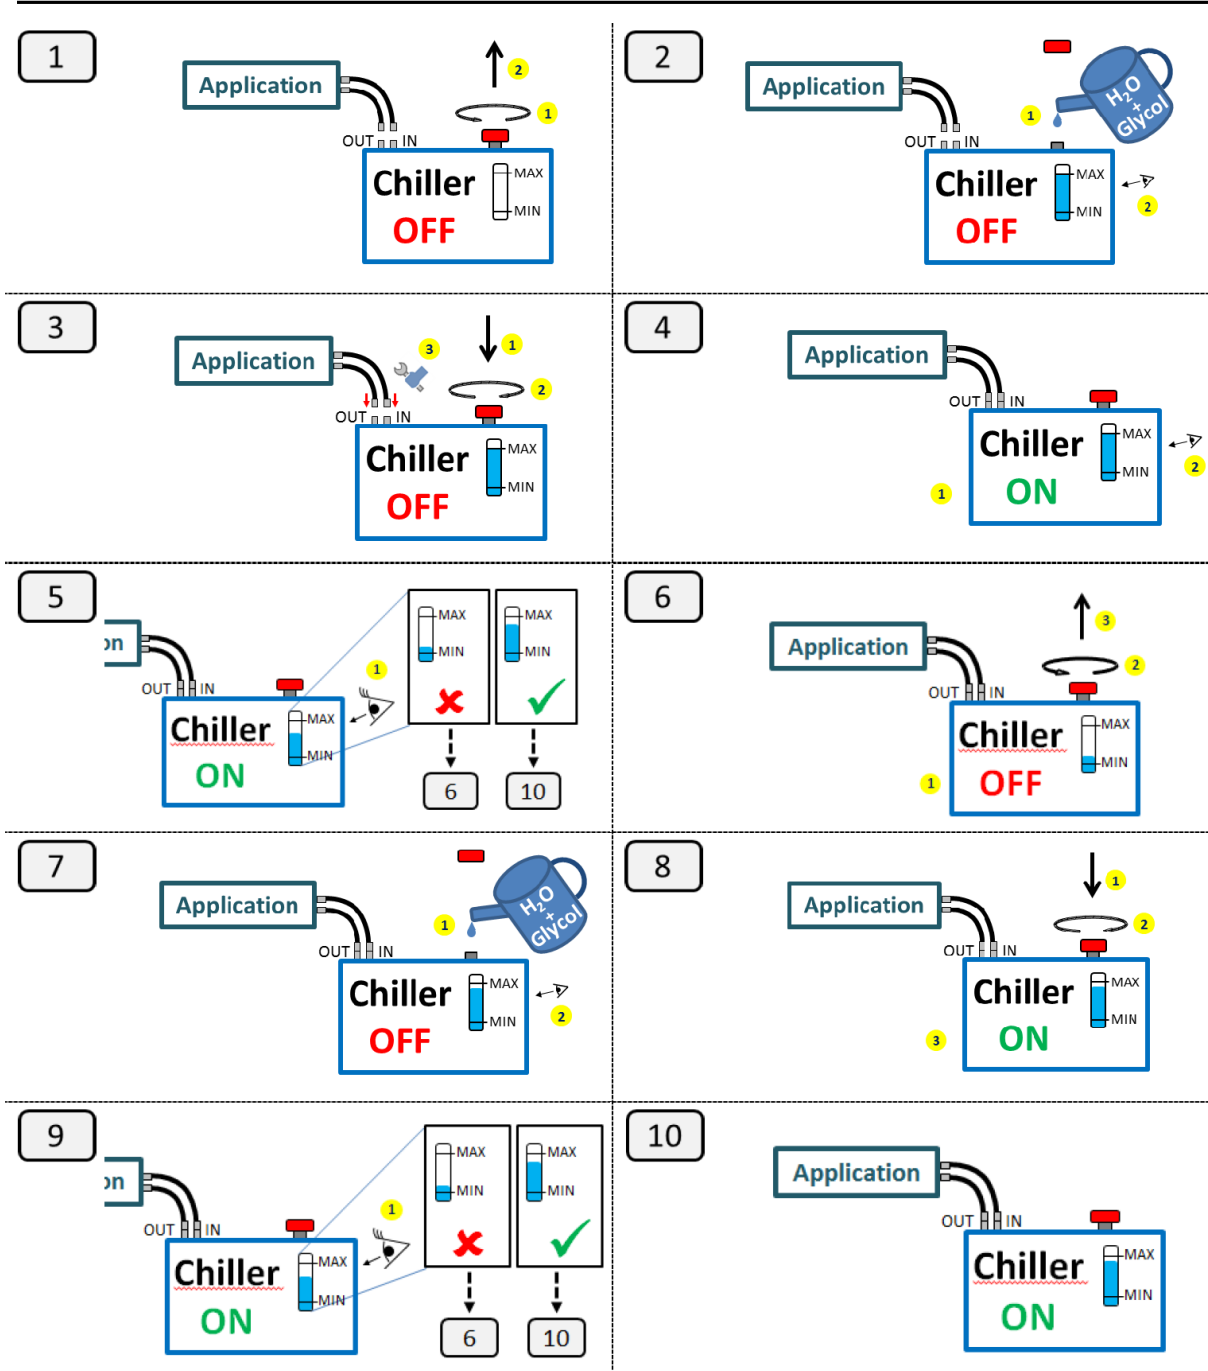 1
Application
2
1
OUT IN
Chiller
MAX
MIN
OFF
2
Application
H2O
+
Glycol
1
OUT IN
Chiller
MAX
MIN
2
OFF
3
Application
3
1
2
OUT IN
Chiller
MAX
MIN
OFF
4
Application
OUT IN
Chiller
MAX
MIN
2
1
ON
5
on
1
OUT IN
Chiller
MAX
MIN
ON
MAX
MIN
MAX
MIN
6
10
6
Application
3
2
OUT IN
Chiller
MAX
MIN
1
OFF
7
Application
H2O
+
Glycol
1
OUT IN
Chiller
MAX
MIN
2
OFF
8
Application
1
2
OUT IN
Chiller
MAX
MIN
3
ON
9
on
1
OUT IN
Chiller
MAX
MIN
ON
MAX
MIN
MAX
MIN
6
10
10
Application
OUT IN
Chiller
MAX
MIN
ON